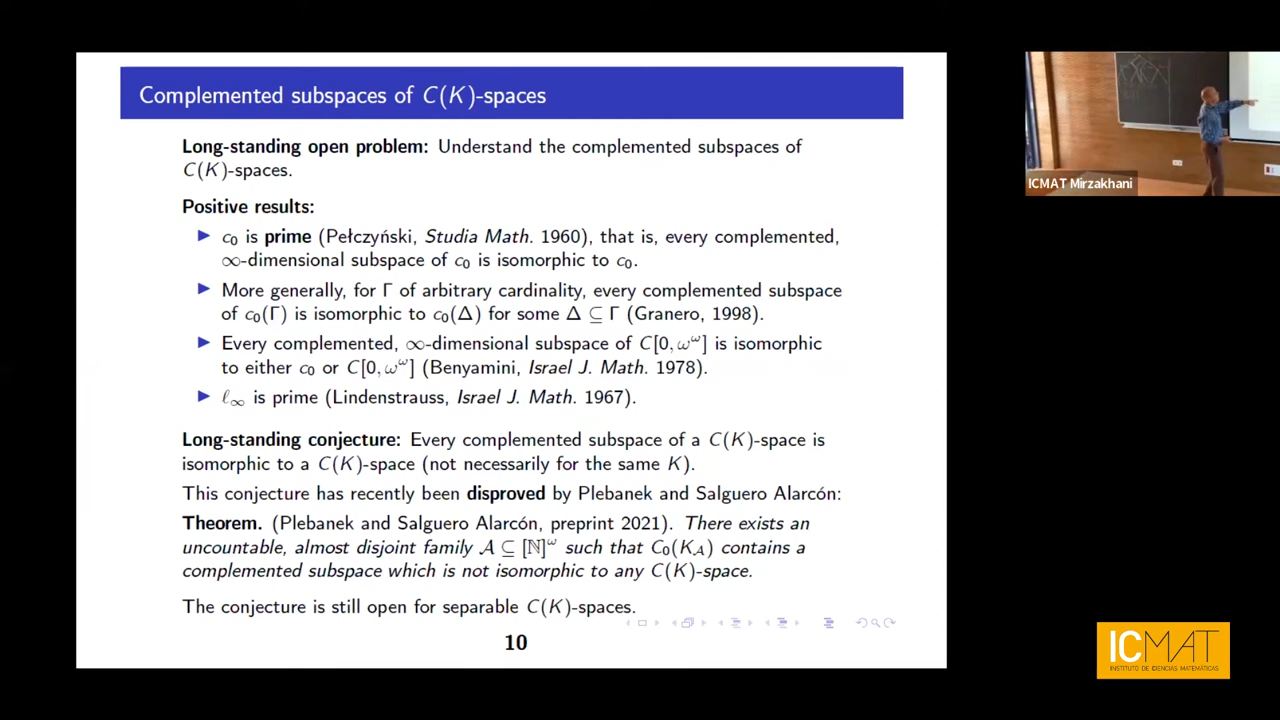 Complemented subspaces of C(K)-spaces
Long-standing open problem: Understand the complemented subspaces of
C(K)-spaces.
Positive results:
▶ c₀ is prime (Pełczyński, Studia Math. 1960), that is, every complemented,
∞-dimensional subspace of c₀ is isomorphic to c₀.
▶ More generally, for Γ of arbitrary cardinality, every complemented subspace
of c₀(Γ) is isomorphic to c₀(Δ) for some Δ ⊆ Γ (Granero, 1998).
▶ Every complemented, ∞-dimensional subspace of C[0, ω^ω] is isomorphic
to either c₀ or C[0, ω^ω] (Benyamini, Israel J. Math. 1978).
▶ ℓ∞ is prime (Lindenstrauss, Israel J. Math. 1967).
Long-standing conjecture: Every complemented subspace of a C(K)-space is
isomorphic to a C(K)-space (not necessarily for the same K).
This conjecture has recently been disproved by Plebanek and Salguero Alarcón:
Theorem. (Plebanek and Salguero Alarcón, preprint 2021). There exists an
uncountable, almost disjoint family 𝒜 ⊆ [ℕ]^ω such that C₀(K_𝒜) contains a
complemented subspace which is not isomorphic to any C(K)-space.
The conjecture is still open for separable C(K)-spaces.
10
ICMAT Mirzakhani
ICMAT
INSTITUTO DE CIENCIAS MATEMÁTICAS